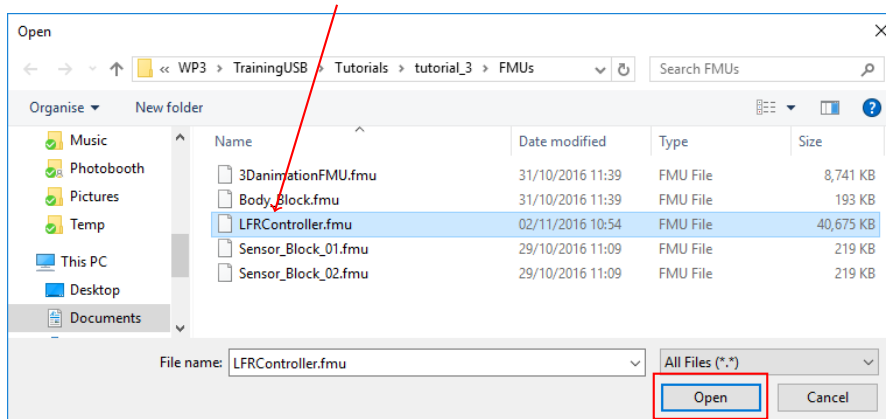 Open
« WP3 > TrainingUSB > Tutorials > tutorial_3 > FMUs
Search FMUs
Organise
New folder
Music
Photobooth
Pictures
Temp
This PC
Desktop
Documents
Name Date modified Type Size
3DanimationFMU.fmu 31/10/2016 11:39 FMU File 8,741 KB
Body_Block.fmu 31/10/2016 11:39 FMU File 193 KB
LFRController.fmu 02/11/2016 10:54 FMU File 40,675 KB
Sensor_Block_01.fmu 29/10/2016 11:09 FMU File 219 KB
Sensor_Block_02.fmu 29/10/2016 11:09 FMU File 219 KB
File name: LFRController.fmu All Files (*.*)
Open Cancel